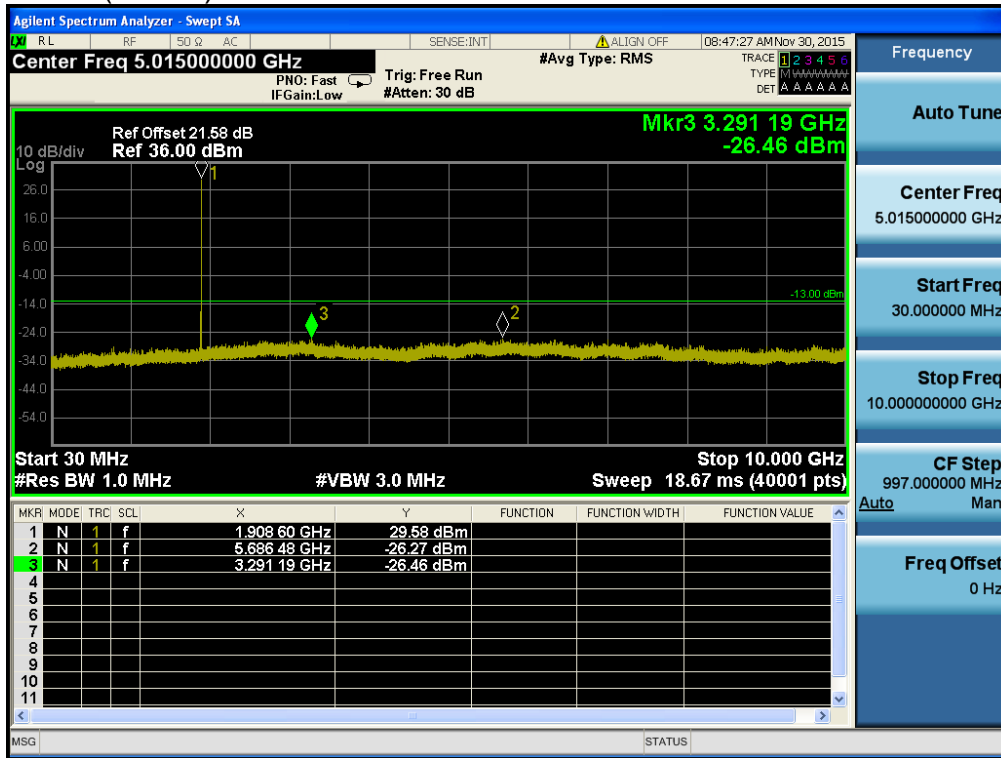 Agilent Spectrum Analyzer - Swept SA
LXI RL RF 50 Ω AC SENSE:INT ALIGN OFF 08:47:27 AM Nov 30, 2015
Center Freq 5.015000000 GHz #Avg Type: RMS TRACE 1 2 3 4 5 6
PNO: Fast Trig: Free Run TYPE M WWWWW
IFGain:Low #Atten: 30 dB DET A A A A A A
Mkr3 3.291 19 GHz
Ref Offset 21.58 dB
10 dB/div Ref 36.00 dBm -26.46 dBm
Log
1
26.0
16.0
6.00
-4.00
-13.00 dBm
-14.0
3 2
-24.0
-34.0
-44.0
-54.0
Start 30 MHz Stop 10.000 GHz
#Res BW 1.0 MHz #VBW 3.0 MHz Sweep 18.67 ms (40001 pts)
MKR MODE TRC SCL X Y FUNCTION FUNCTION WIDTH FUNCTION VALUE
1 N 1 f 1.908 60 GHz 29.58 dBm
2 N 1 f 5.686 48 GHz -26.27 dBm
3 N 1 f 3.291 19 GHz -26.46 dBm
4
5
6
7
8
9
10
11
MSG STATUS
Frequency
Auto Tune
Center Freq
5.015000000 GHz
Start Freq
30.000000 MHz
Stop Freq
10.000000000 GHz
CF Step
997.000000 MHz
Auto Man
Freq Offset
0 Hz